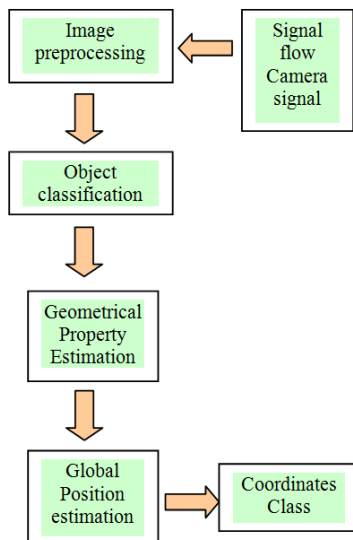 Image
preprocessing
Signal
flow
Camera
signal
Object
classification
Geometrical
Property
Estimation
Global
Position
estimation
Coordinates
Class